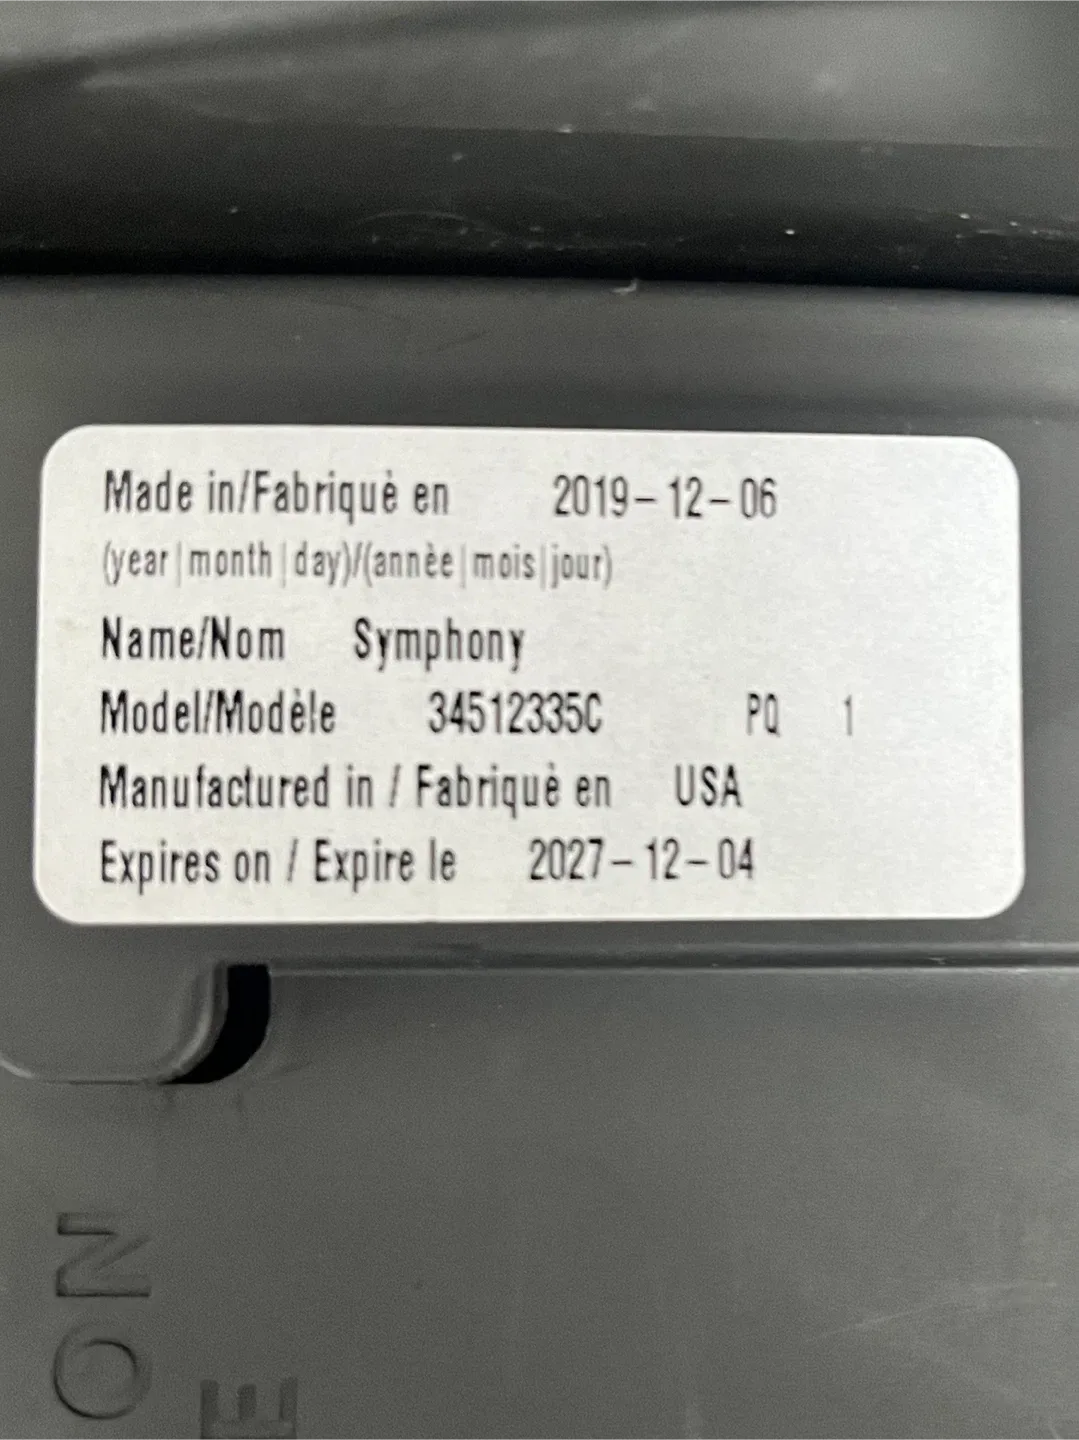 Made in/Fabriquè en 2019-12-06
(year|month|day)/(annèe|mois|jour)
Name/Nom Symphony
Model/Modèle 34512335C PQ 1
Manufactured in / Fabriquè en USA
Expires on / Expire le 2027-12-04
ON
E